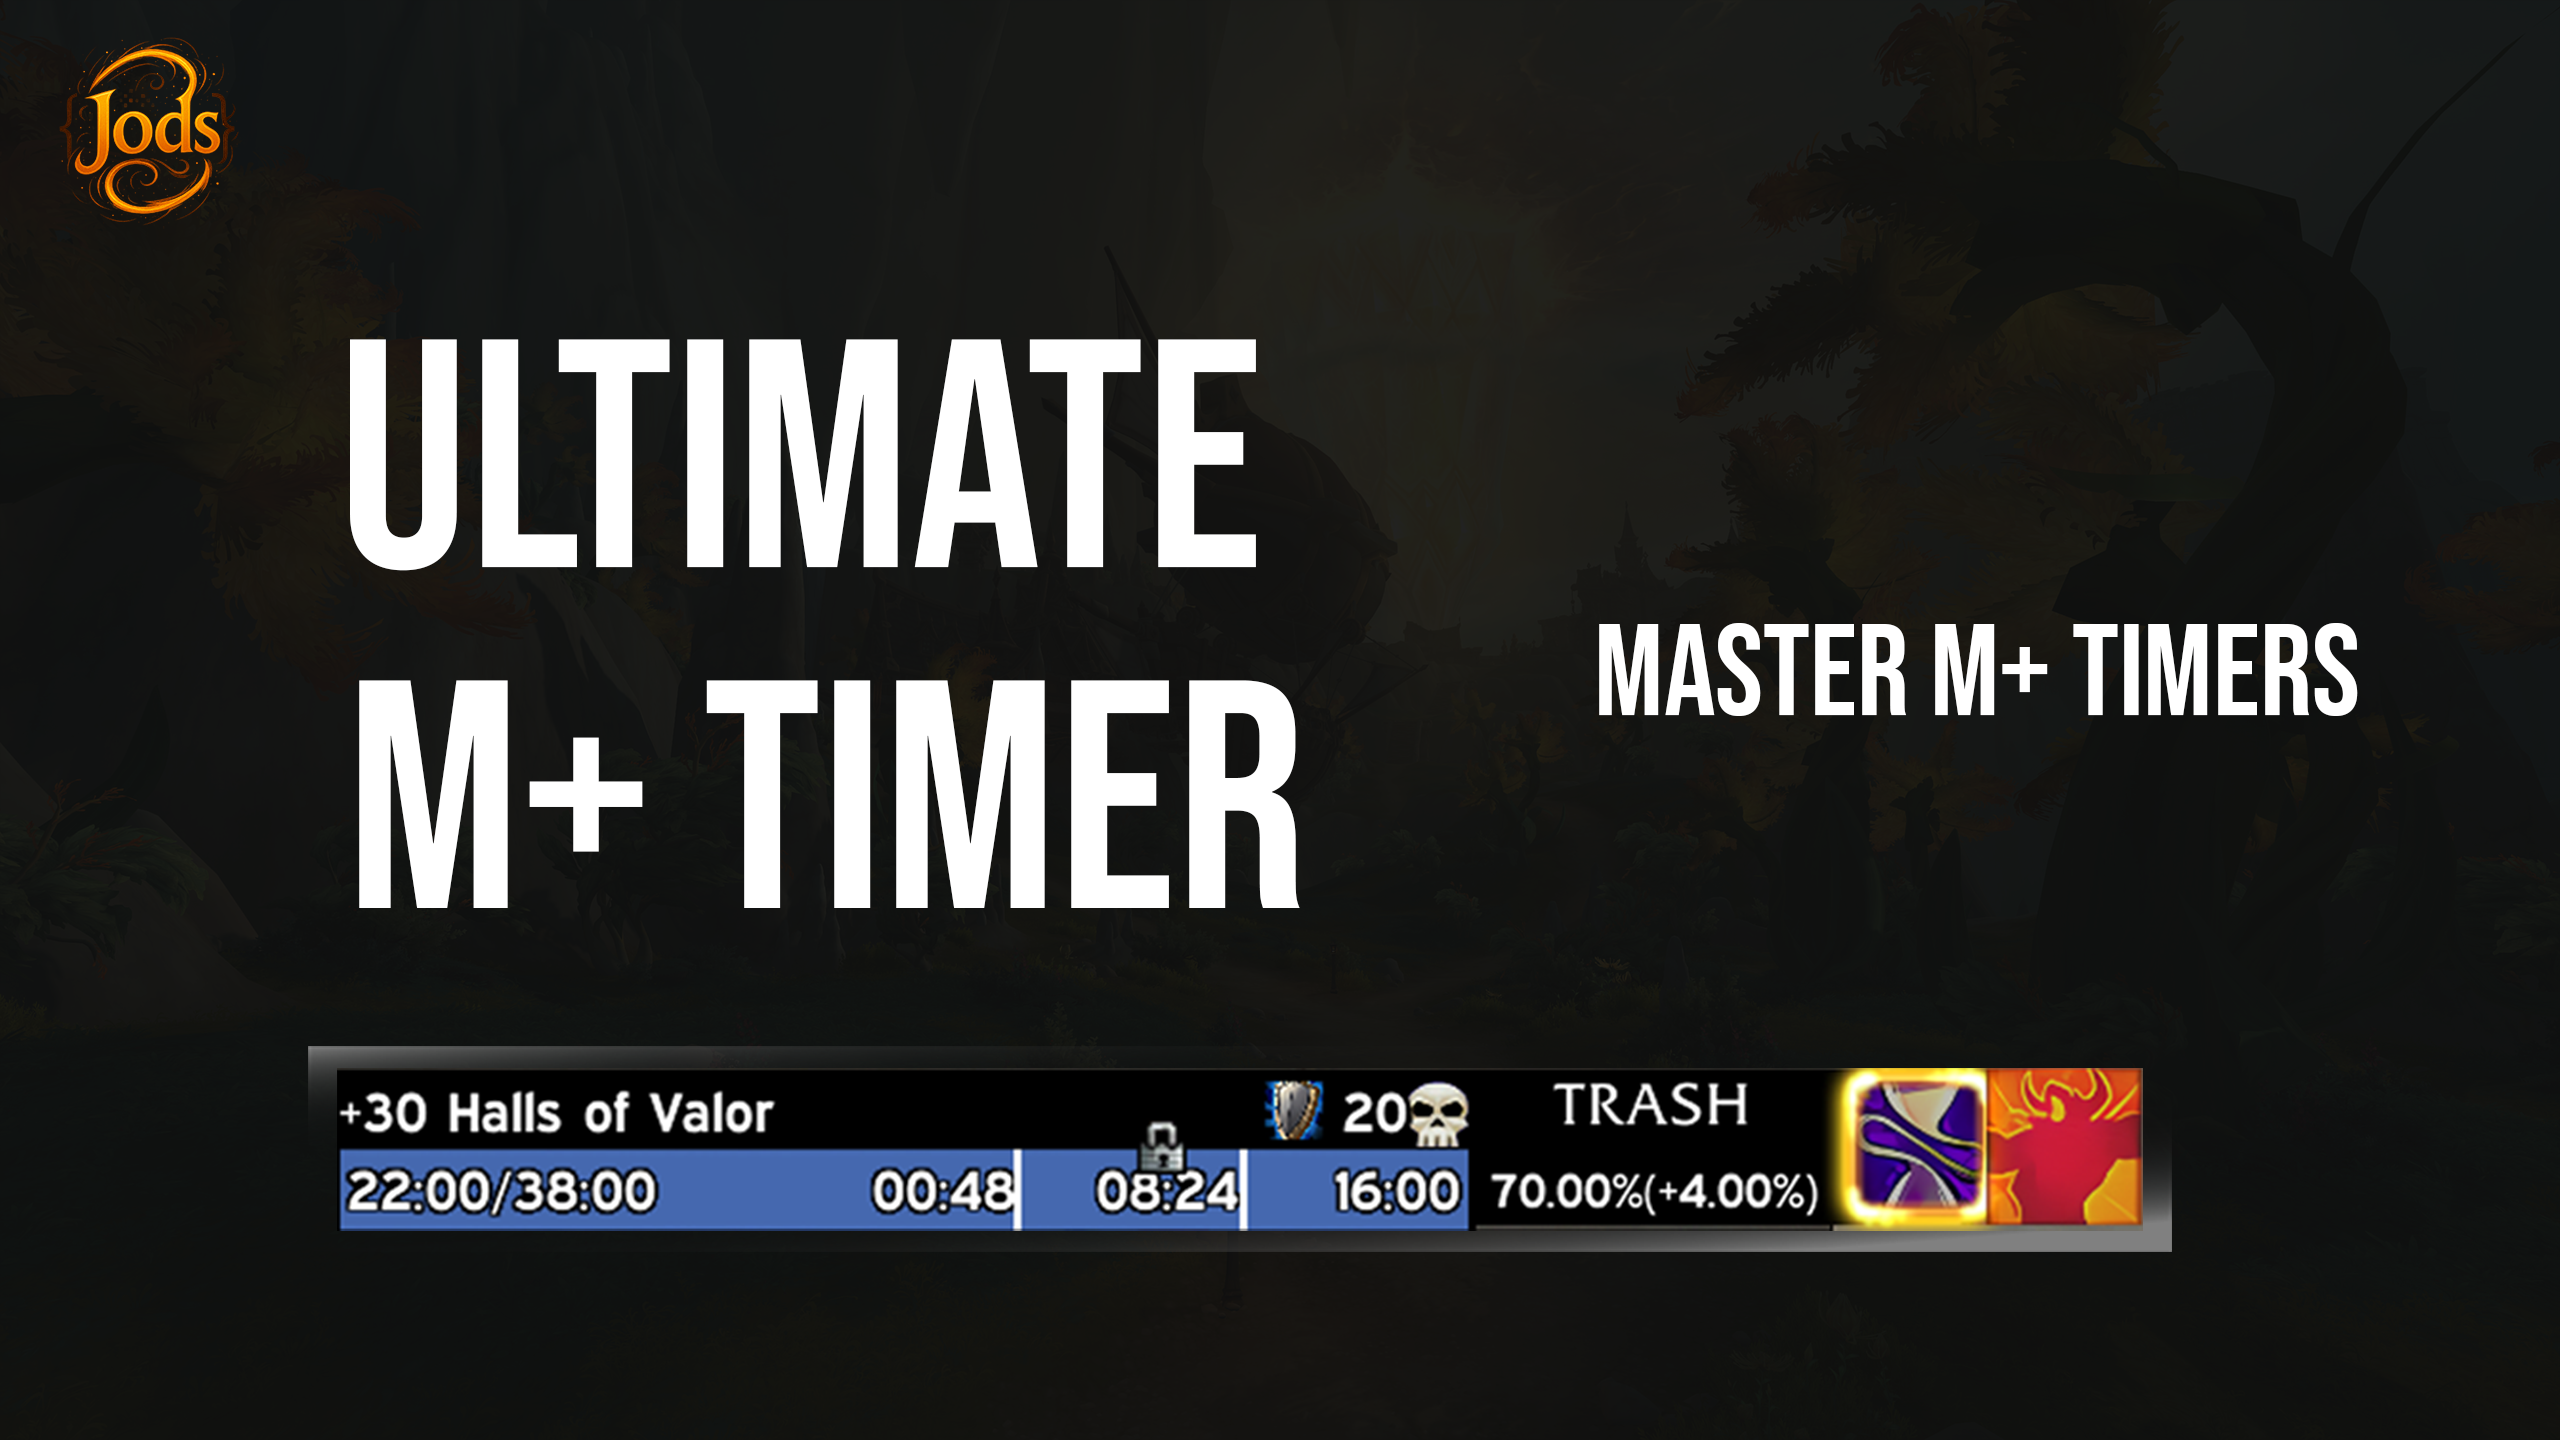 Jods
ULTIMATE
M+ TIMER
MASTER M+ TIMERS
+30 Halls of Valor
20
TRASH
22:00/38:00
00:48
08:24
16:00
70.00%(+4.00%)